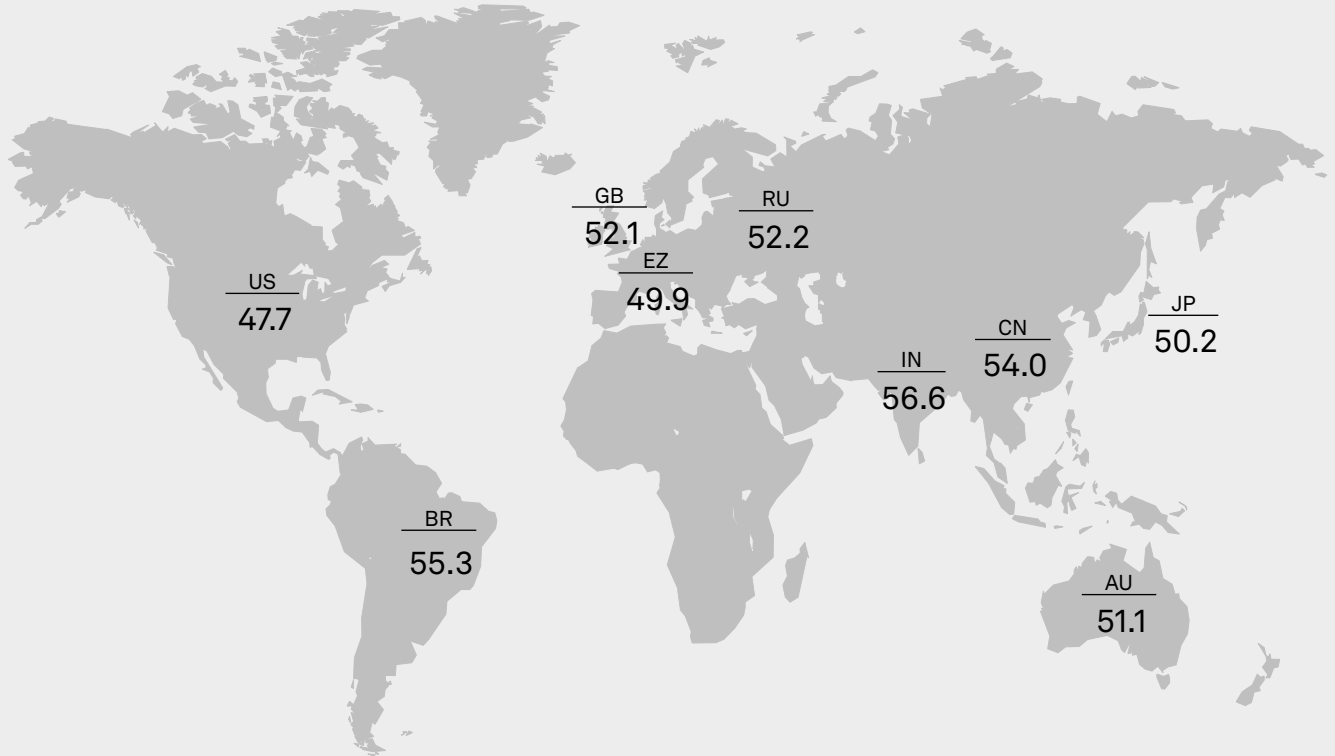 GB
52.1
RU
52.2
EZ
49.9
US
47.7
JP
50.2
CN
54.0
IN
56.6
BR
55.3
AU
51.1